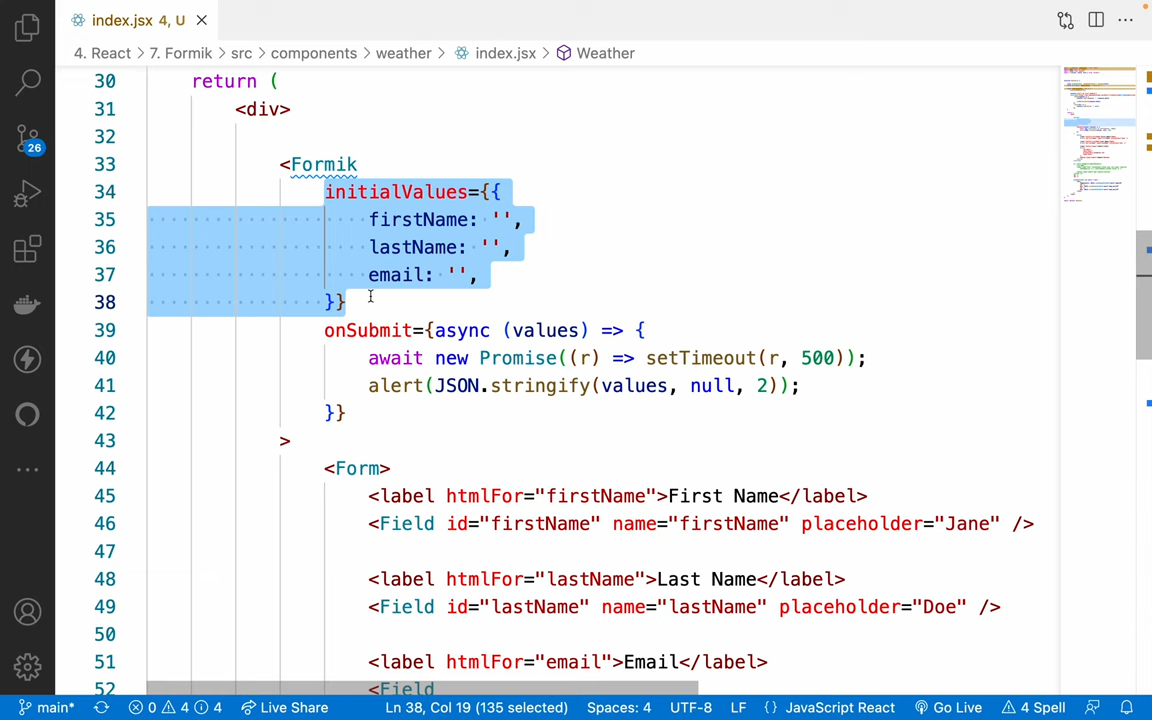 index.jsx 4, U
4. React > 7. Formik > src > components > weather > index.jsx > Weather
30 return (
31 <div>
32
33 <Formik
34 initialValues={{
35 firstName: '',
36 lastName: '',
37 email: '',
38 }}
39 onSubmit={async (values) => {
40 await new Promise((r) => setTimeout(r, 500));
41 alert(JSON.stringify(values, null, 2));
42 }}
43 >
44 <Form>
45 <label htmlFor="firstName">First Name</label>
46 <Field id="firstName" name="firstName" placeholder="Jane" />
47
48 <label htmlFor="lastName">Last Name</label>
49 <Field id="lastName" name="lastName" placeholder="Doe" />
50
51 <label htmlFor="email">Email</label>
52 <Field
26
main* 0 4 4 Live Share Ln 38, Col 19 (135 selected) Spaces: 4 UTF-8 LF {} JavaScript React Go Live 4 Spell